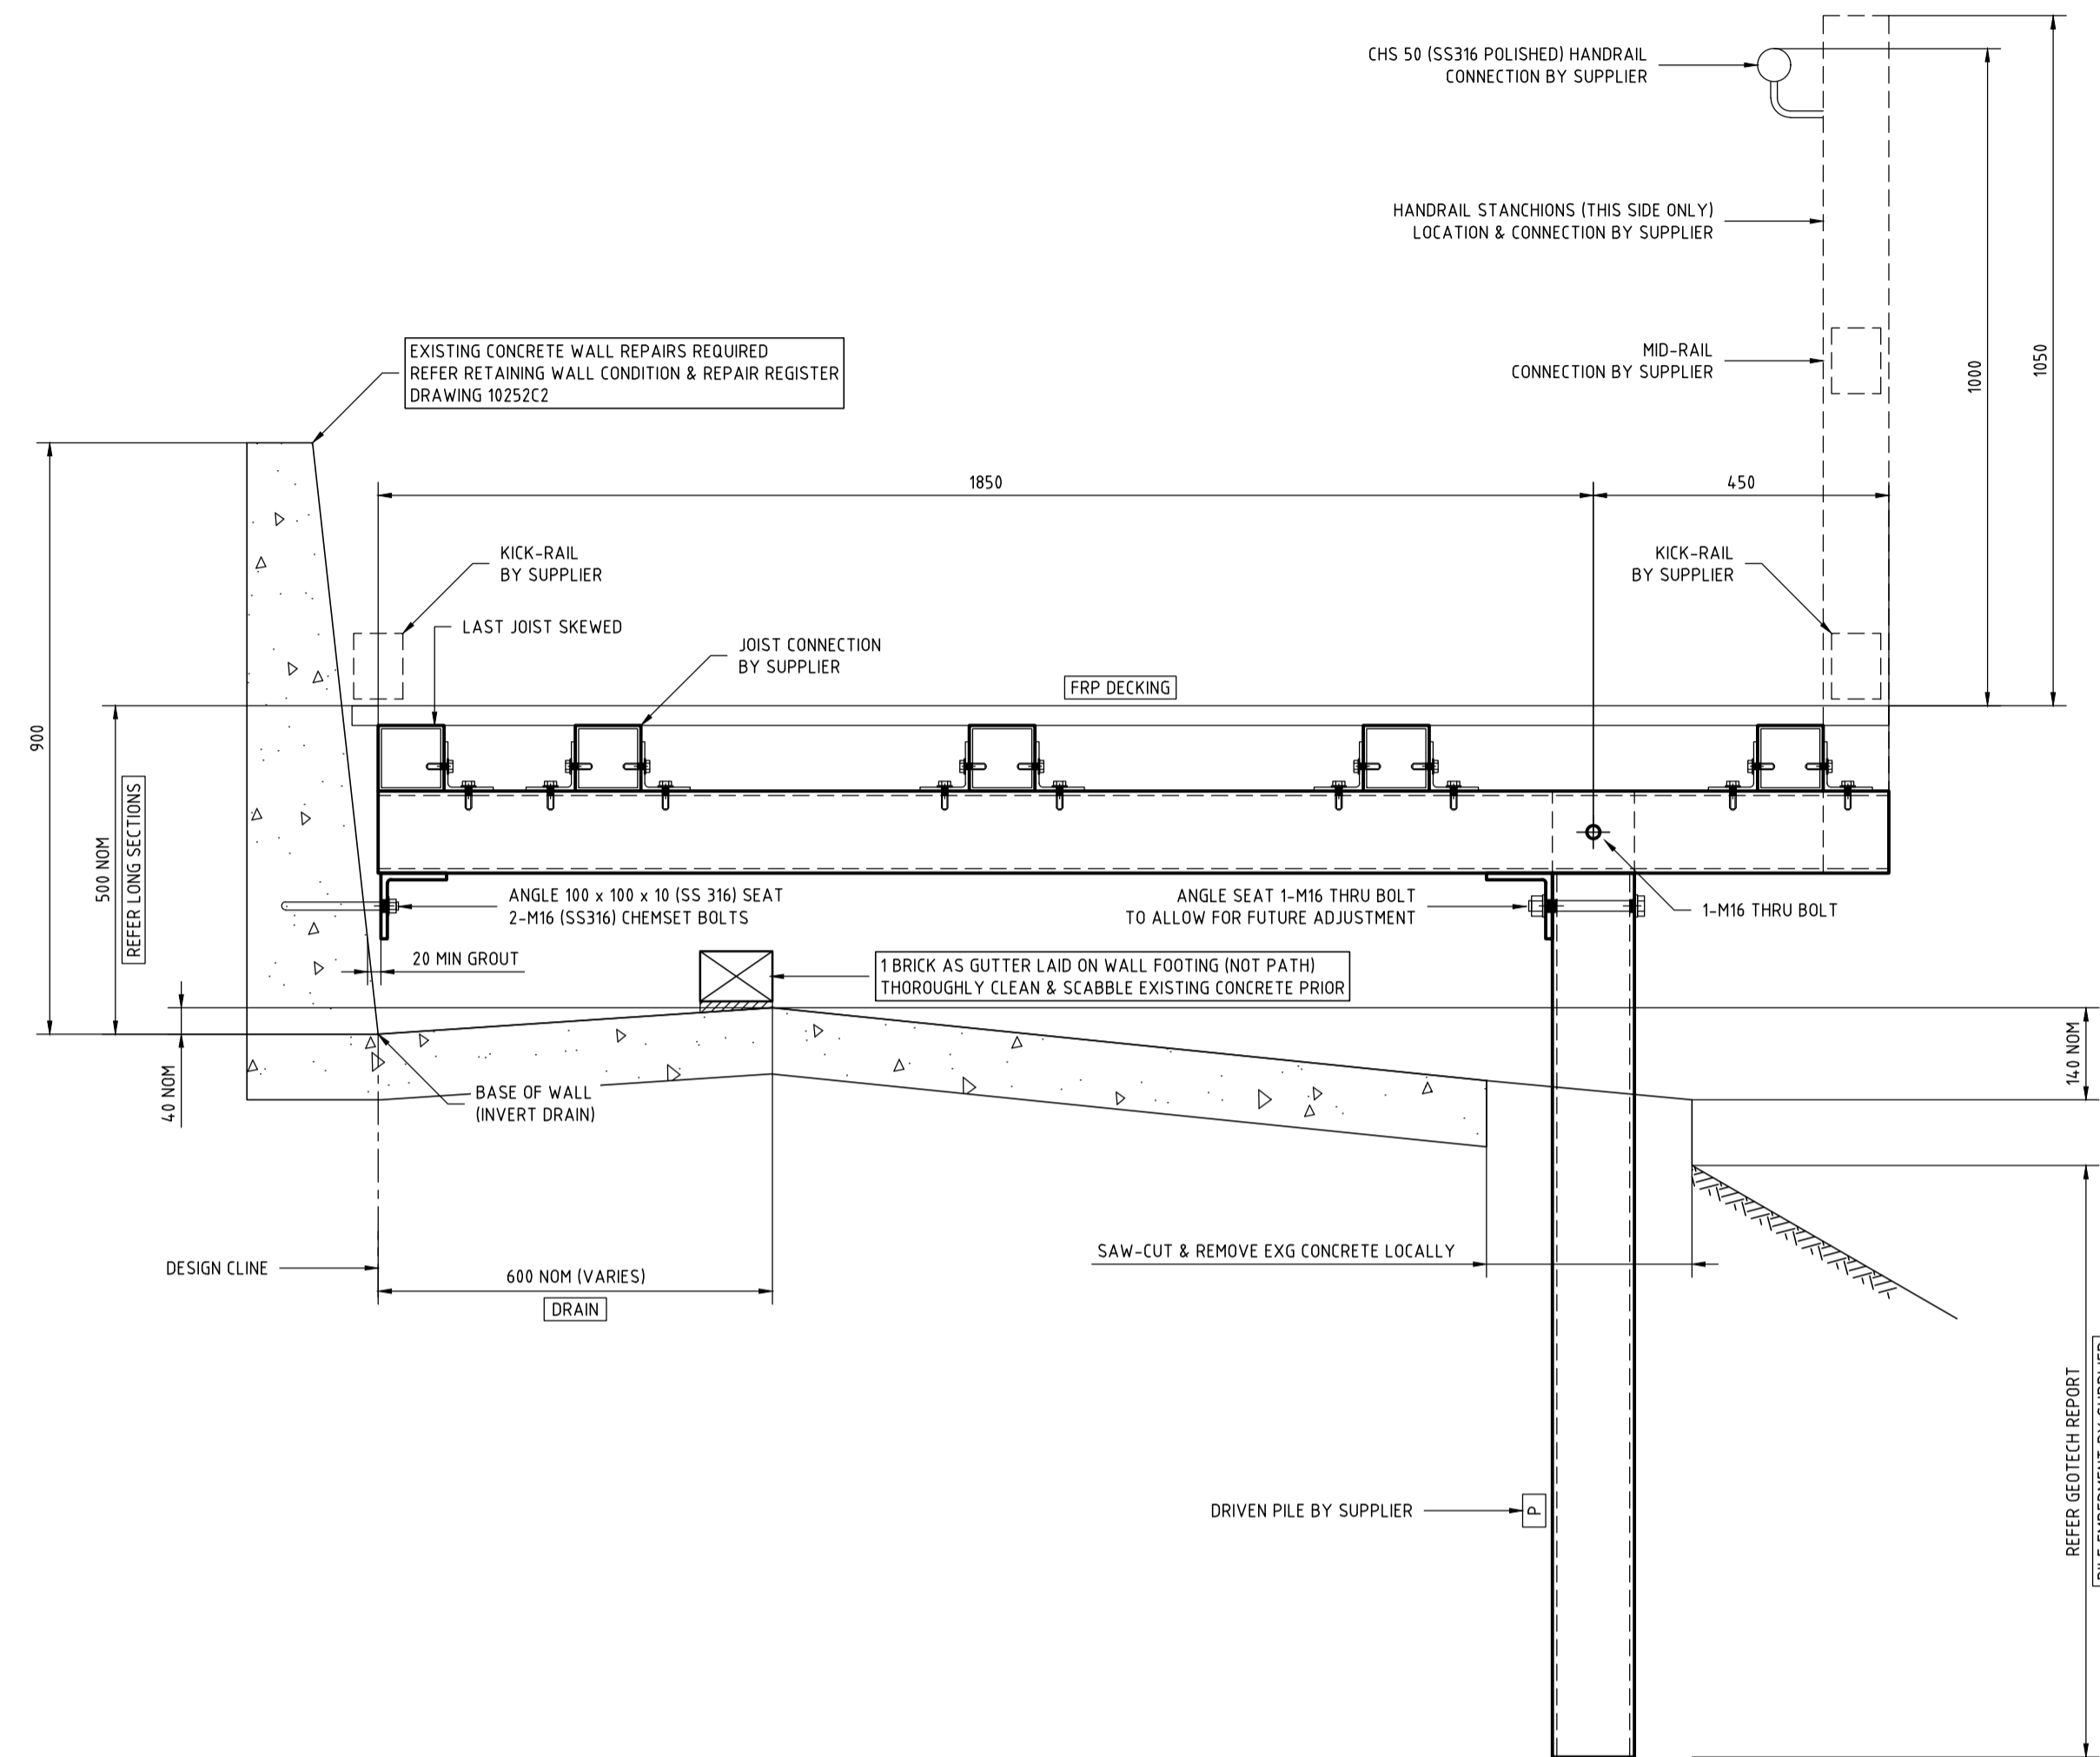 CHS 50 (SS316 POLISHED) HANDRAIL
CONNECTION BY SUPPLIER
HANDRAIL STANCHIONS (THIS SIDE ONLY)
LOCATION & CONNECTION BY SUPPLIER
MID-RAIL
CONNECTION BY SUPPLIER
1000
1050
EXISTING CONCRETE WALL REPAIRS REQUIRED
REFER RETAINING WALL CONDITION & REPAIR REGISTER
DRAWING 10252C2
1850
450
KICK-RAIL
BY SUPPLIER
KICK-RAIL
BY SUPPLIER
LAST JOIST SKEWED
JOIST CONNECTION
BY SUPPLIER
FRP DECKING
900
500 NOM
REFER LONG SECTIONS
ANGLE 100 x 100 x 10 (SS 316) SEAT
2-M16 (SS316) CHEMSET BOLTS
ANGLE SEAT 1-M16 THRU BOLT
TO ALLOW FOR FUTURE ADJUSTMENT
1-M16 THRU BOLT
20 MIN GROUT
1 BRICK AS GUTTER LAID ON WALL FOOTING (NOT PATH)
THOROUGHLY CLEAN & SCABBLE EXISTING CONCRETE PRIOR
40 NOM
140 NOM
BASE OF WALL
(INVERT DRAIN)
DESIGN CLINE
600 NOM (VARIES)
DRAIN
SAW-CUT & REMOVE EXG CONCRETE LOCALLY
DRIVEN PILE BY SUPPLIER
P
REFER GEOTECH REPORT